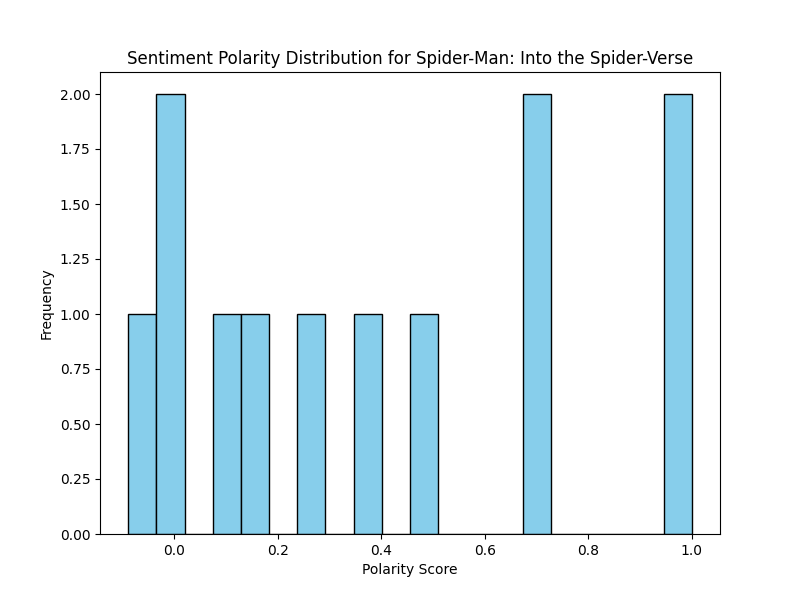 Sentiment Polarity Distribution for Spider-Man: Into the Spider-Verse
2.00
1.75
1.50
1.25
1.00
0.75
0.50
0.25
0.00
Frequency
0.0 0.2 0.4 0.6 0.8 1.0
Polarity Score